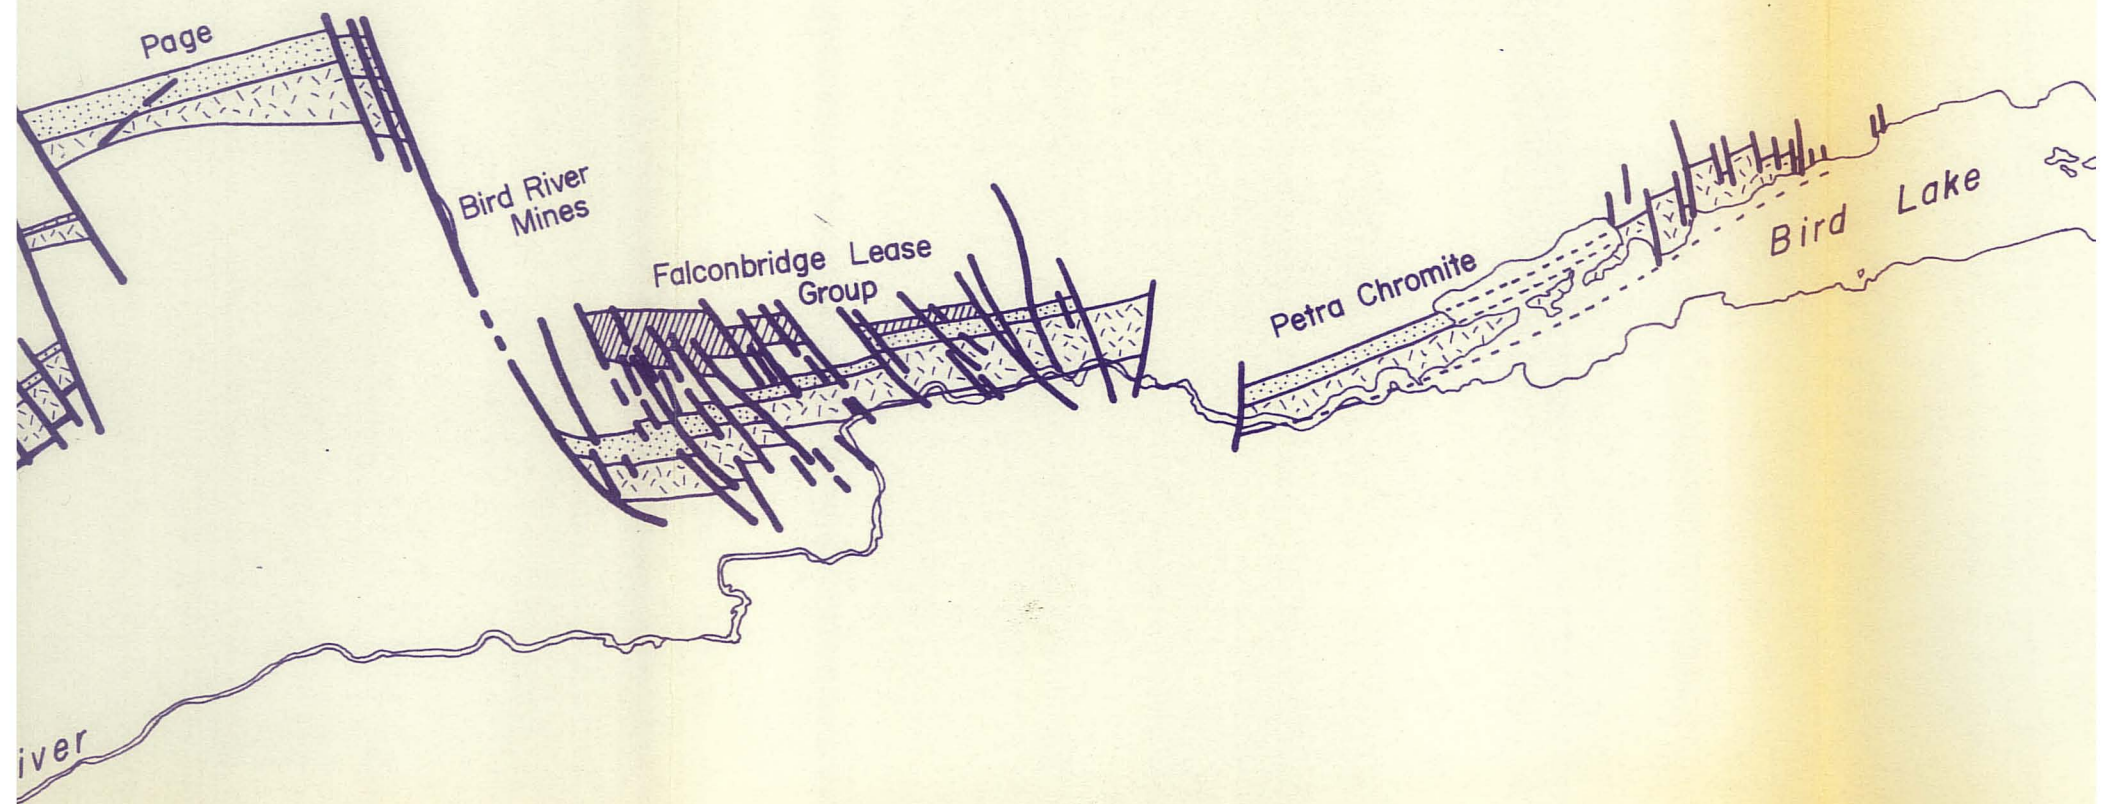 Page
Bird River
Mines
Falconbridge Lease
Group
Petra Chromite
Bird Lake
iver